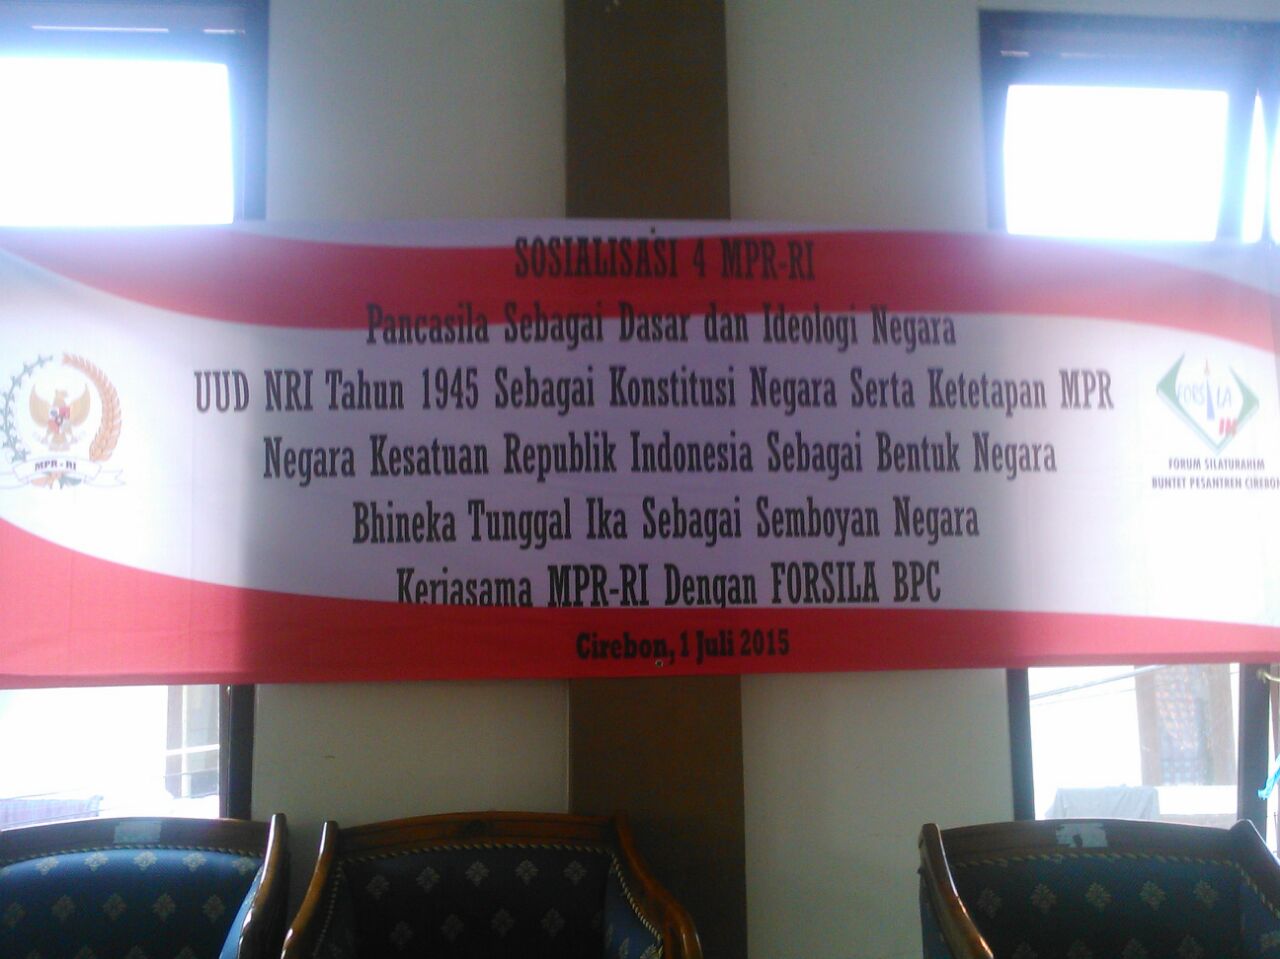 SOSIALISASI 4 MPR-RI
Pancasila Sebagai Dasar dan Ideologi Negara
UUD NRI Tahun 1945 Sebagai Konstitusi Negara Serta Ketetapan MPR
Negara Kesatuan Republik Indonesia Sebagai Bentuk Negara
Bhineka Tunggal Ika Sebagai Semboyan Negara
Kerjasama MPR-RI Dengan FORSILA BPC
Cirebon, 1 Juli 2015
MPR-RI
FORSILA
FORUM SILATURAHIM
BUNTET PESANTREN CIREBON